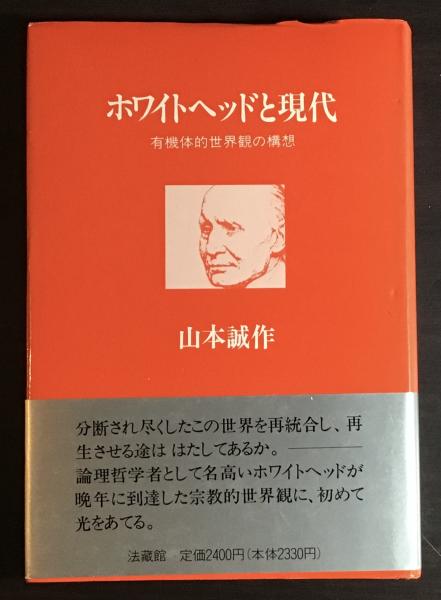 ホワイトヘッドと現代
有機体的世界観の構想
山本誠作
分断され尽くしたこの世界を再統合し、再
生させる途は はたしてあるか。———
論理哲学者として名高いホワイトヘッドが
晩年に到達した宗教的世界観に、初めて
光をあてる。
法藏館 定価2400円(本体2330円)